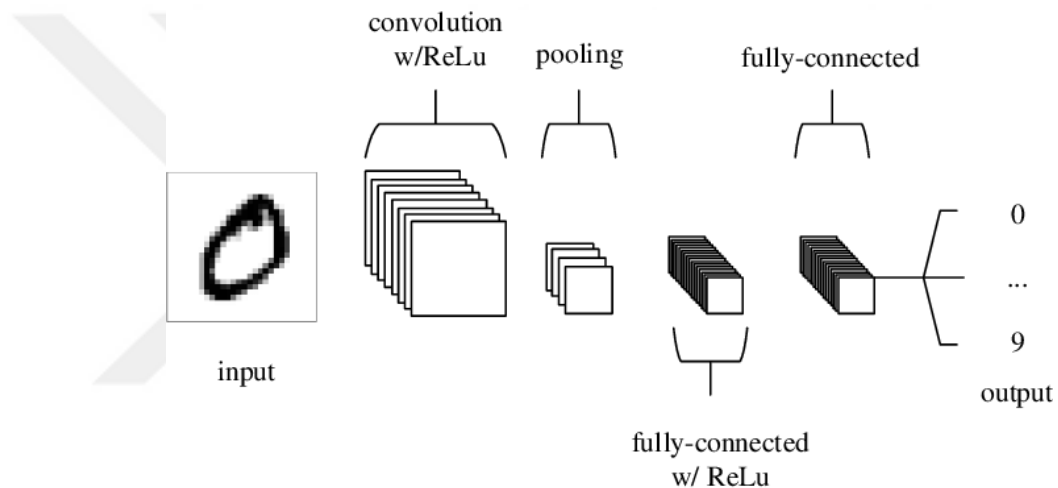 convolution
w/ReLu
pooling
fully-connected
0
...
9
input
output
fully-connected
w/ ReLu